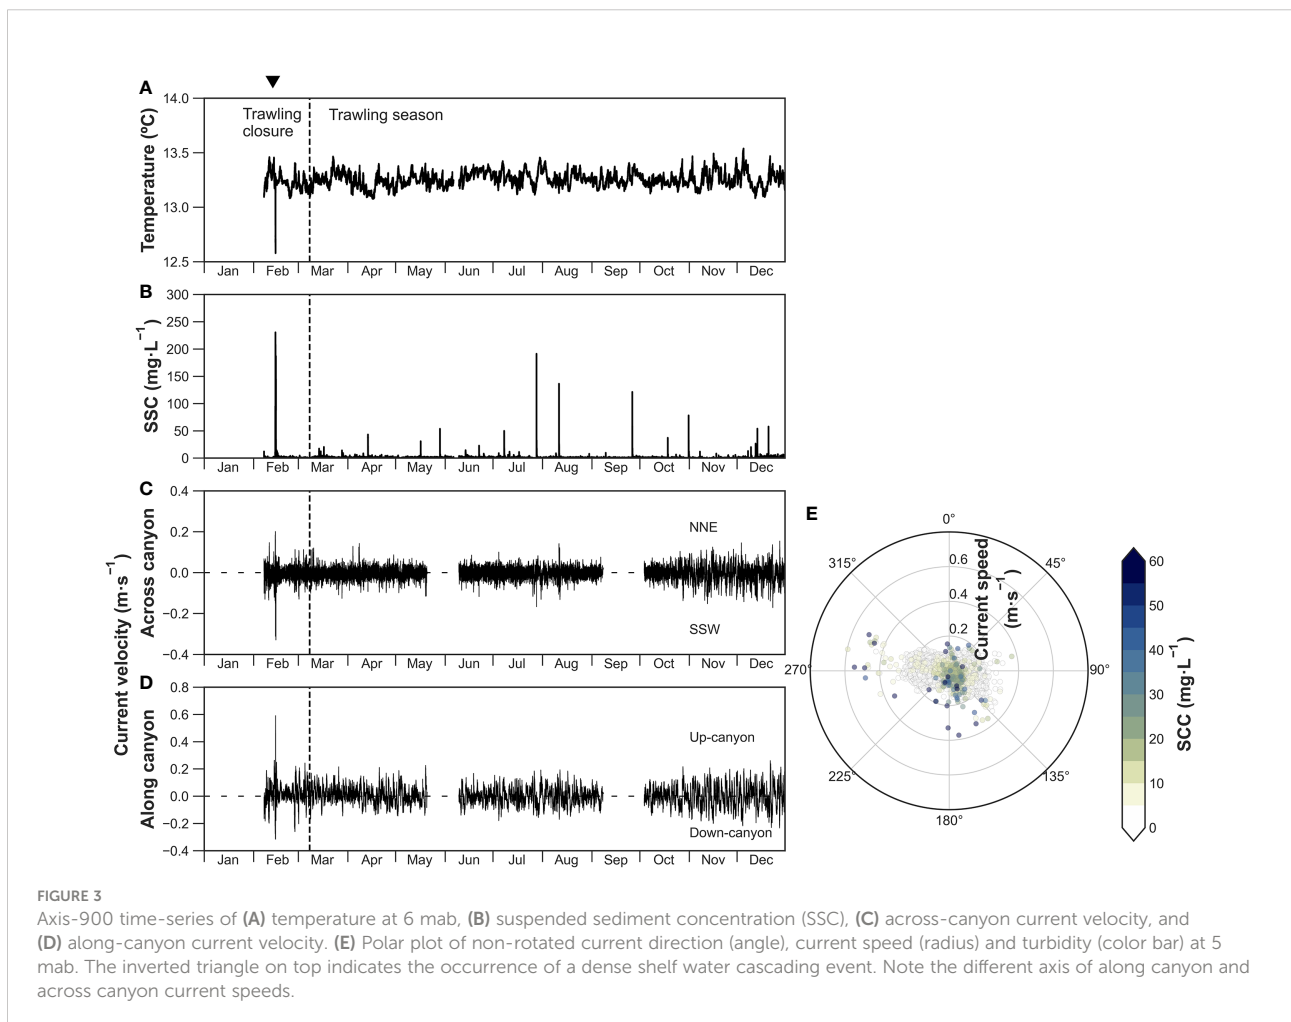 A
14.0
Trawling
closure
Trawling season
13.5
13.0
12.5
Temperature (ºC)
Jan Feb Mar Apr May Jun Jul Aug Sep Oct Nov Dec
B
300
250
200
150
100
50
0
SSC (mg·L⁻¹)
Jan Feb Mar Apr May Jun Jul Aug Sep Oct Nov Dec
C
0.4
0.2
0.0
−0.2
−0.4
Current velocity (m·s⁻¹)
Across canyon
NNE
SSW
Jan Feb Mar Apr May Jun Jul Aug Sep Oct Nov Dec
D
0.8
0.6
0.4
0.2
0.0
−0.2
−0.4
Along canyon
Up-canyon
Down-canyon
Jan Feb Mar Apr May Jun Jul Aug Sep Oct Nov Dec
E
0°
45°
90°
135°
180°
225°
270°
315°
0.6
0.4
0.2
Current speed
(m·s⁻¹)
60
50
40
30
20
10
0
SCC (mg·L⁻¹)
FIGURE 3
Axis-900 time-series of (A) temperature at 6 mab, (B) suspended sediment concentration (SSC), (C) across-canyon current velocity, and
(D) along-canyon current velocity. (E) Polar plot of non-rotated current direction (angle), current speed (radius) and turbidity (color bar) at 5
mab. The inverted triangle on top indicates the occurrence of a dense shelf water cascading event. Note the different axis of along canyon and
across canyon current speeds.